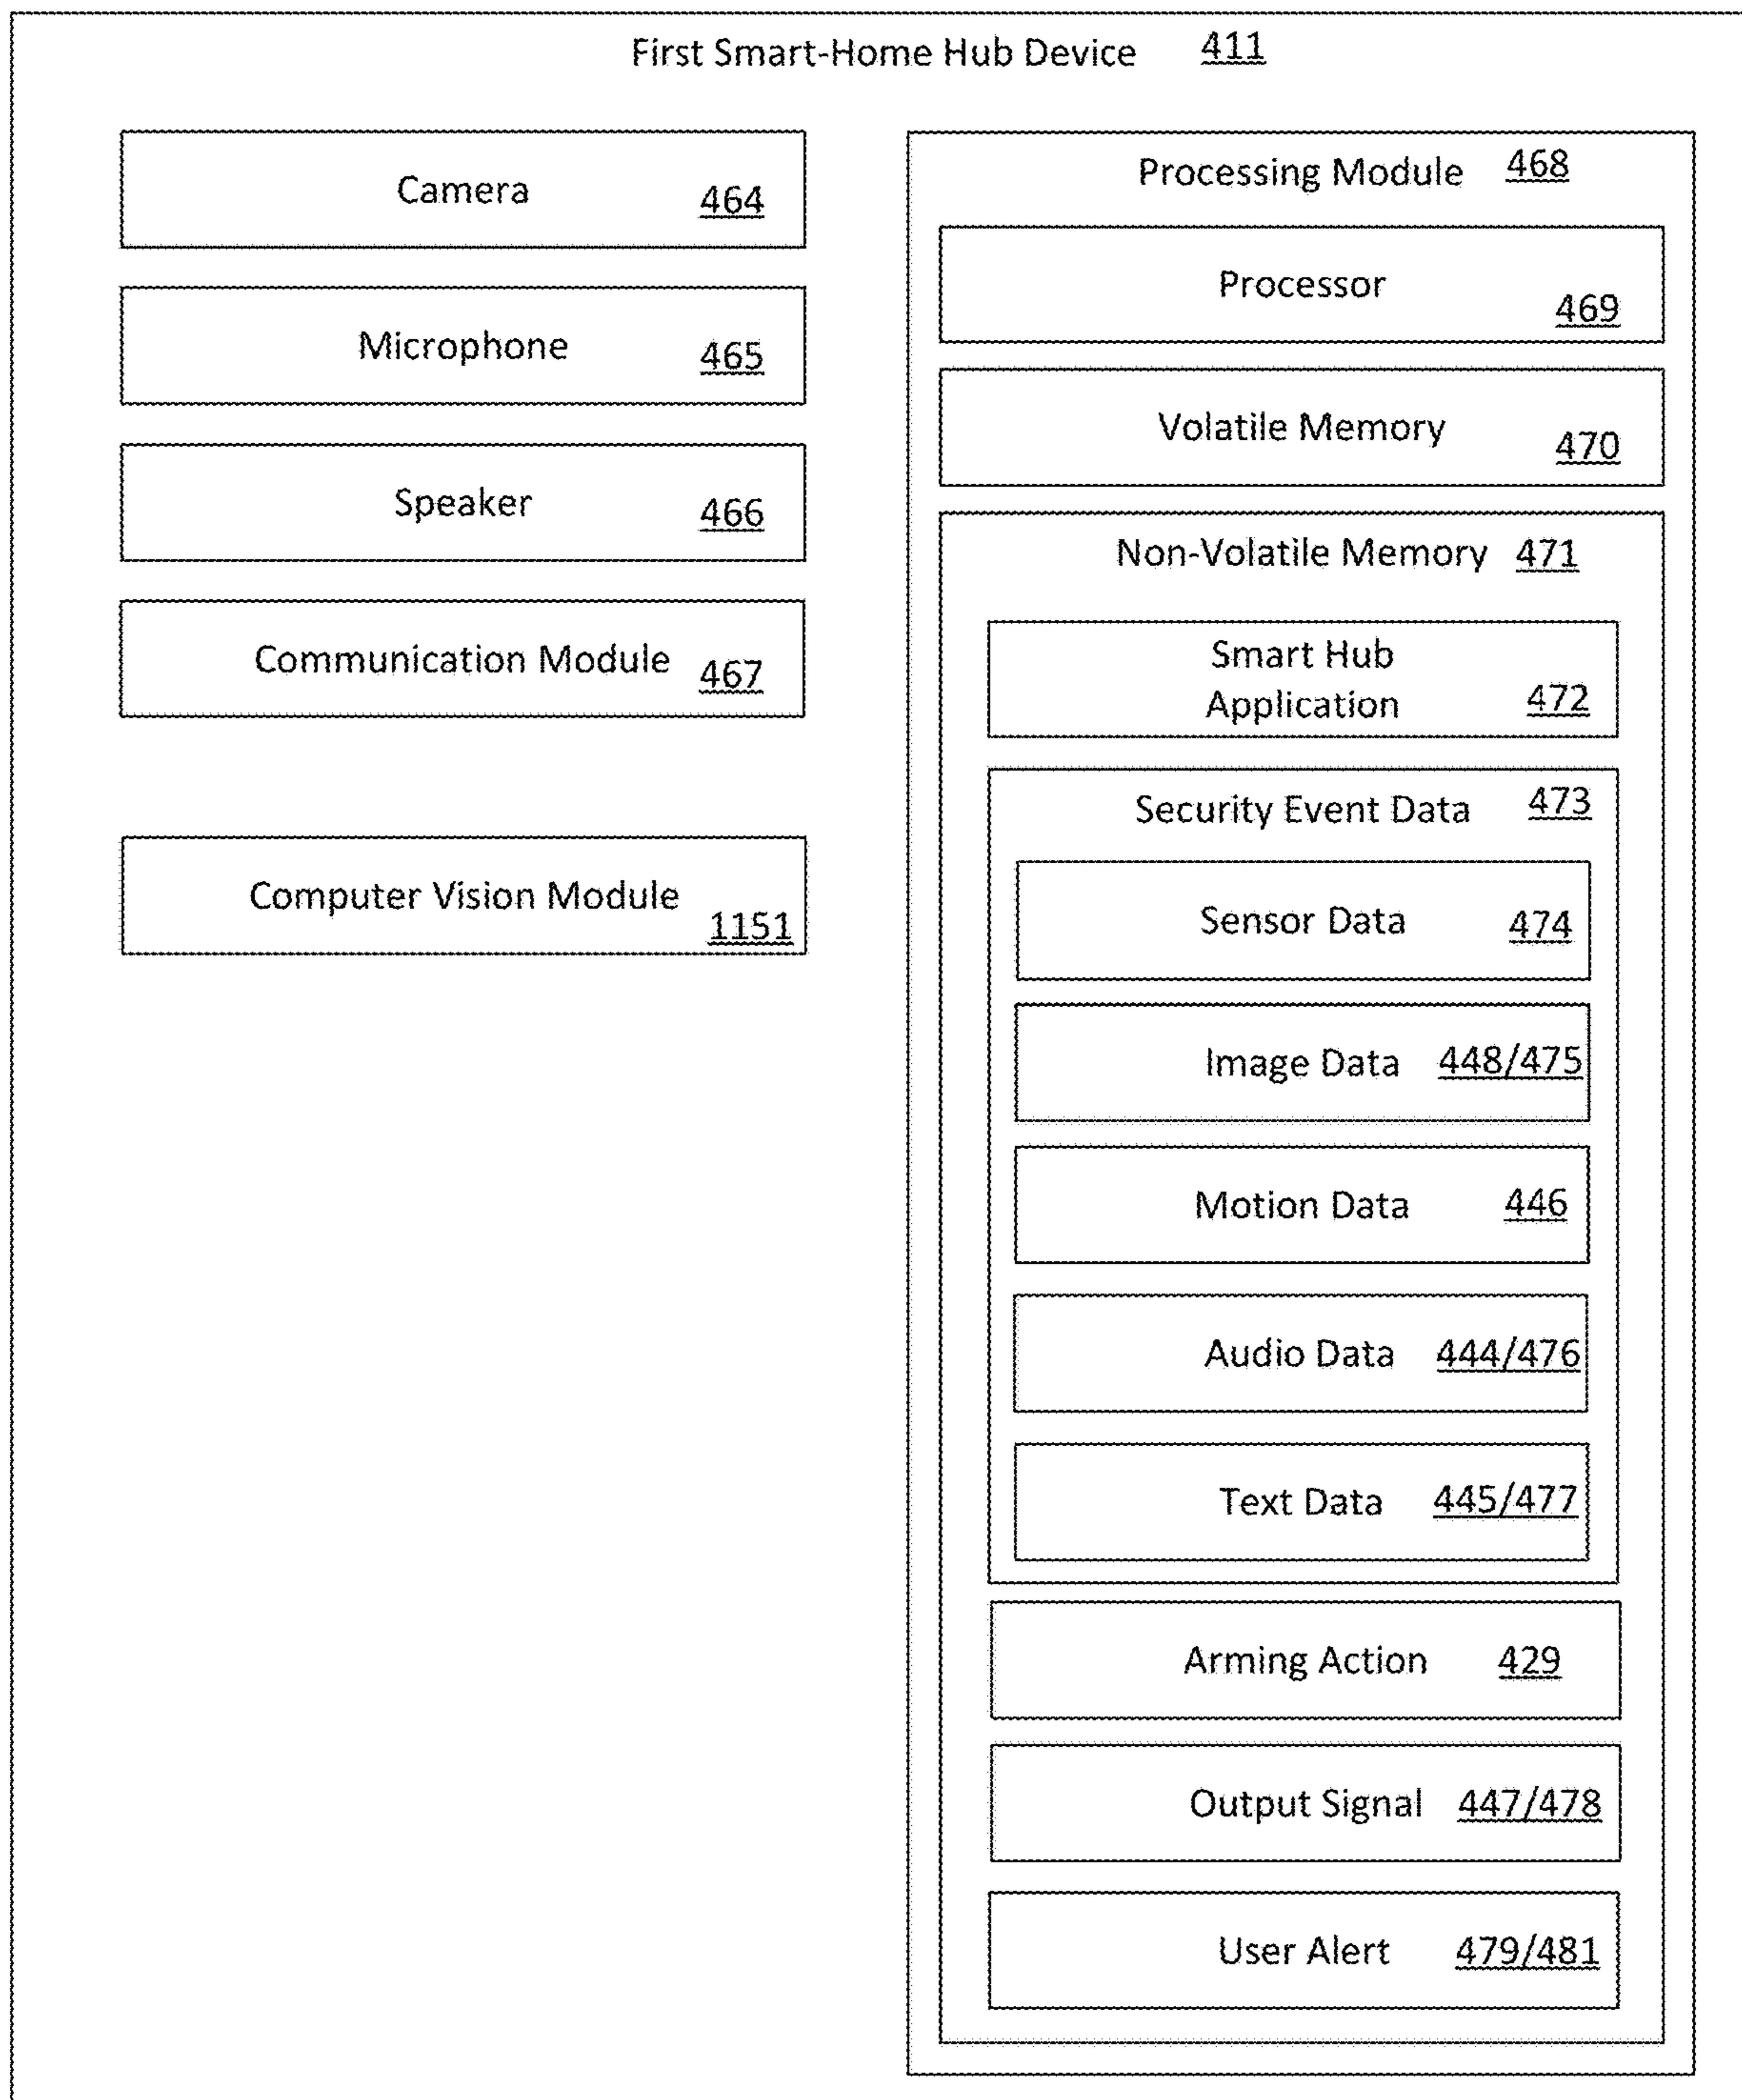 First Smart-Home Hub Device 411
Camera 464
Microphone 465
Speaker 466
Communication Module 467
Computer Vision Module 1151
Processing Module 468
Processor 469
Volatile Memory 470
Non-Volatile Memory 471
Smart Hub
Application 472
Security Event Data 473
Sensor Data 474
Image Data 448/475
Motion Data 446
Audio Data 444/476
Text Data 445/477
Arming Action 429
Output Signal 447/478
User Alert 479/481